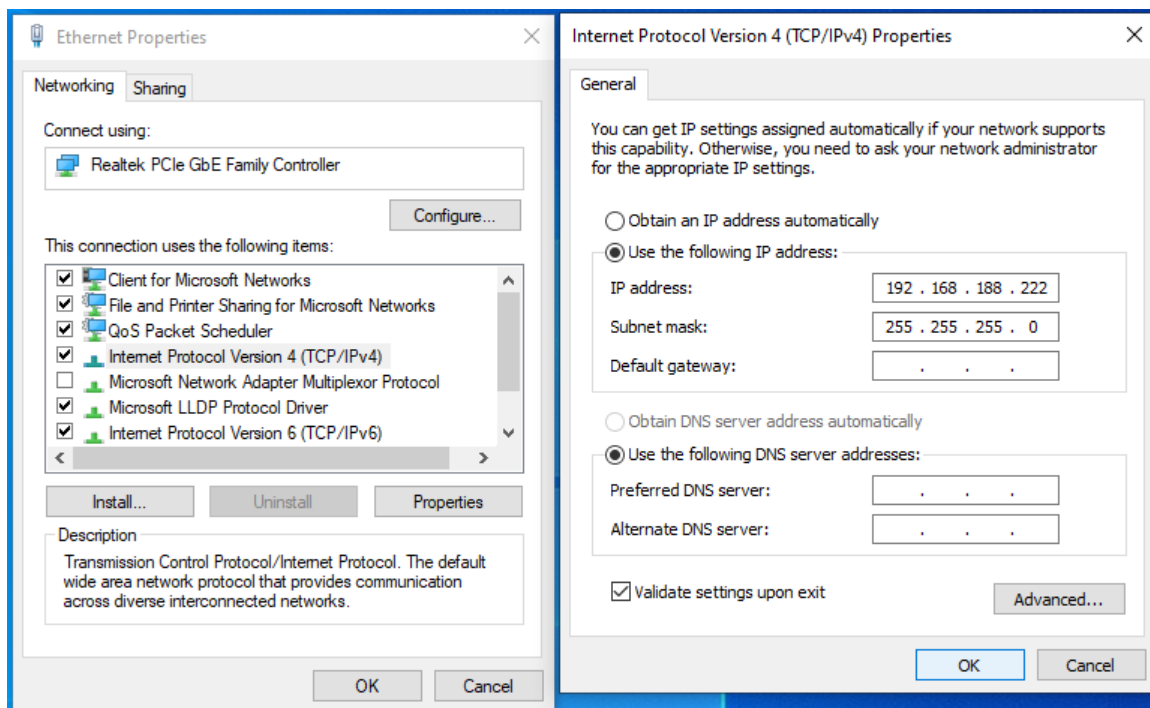 Ethernet Properties
Networking
Sharing
Connect using:
Realtek PCIe GbE Family Controller
Configure...
This connection uses the following items:
Client for Microsoft Networks
File and Printer Sharing for Microsoft Networks
QoS Packet Scheduler
Internet Protocol Version 4 (TCP/IPv4)
Microsoft Network Adapter Multiplexor Protocol
Microsoft LLDP Protocol Driver
Internet Protocol Version 6 (TCP/IPv6)
Install... Uninstall Properties
Description
Transmission Control Protocol/Internet Protocol. The default
wide area network protocol that provides communication
across diverse interconnected networks.
OK Cancel
Internet Protocol Version 4 (TCP/IPv4) Properties
General
You can get IP settings assigned automatically if your network supports
this capability. Otherwise, you need to ask your network administrator
for the appropriate IP settings.
Obtain an IP address automatically
Use the following IP address:
IP address: 192 . 168 . 188 . 222
Subnet mask: 255 . 255 . 255 . 0
Default gateway: . . .
Obtain DNS server address automatically
Use the following DNS server addresses:
Preferred DNS server: . . .
Alternate DNS server: . . .
Validate settings upon exit
Advanced...
OK Cancel